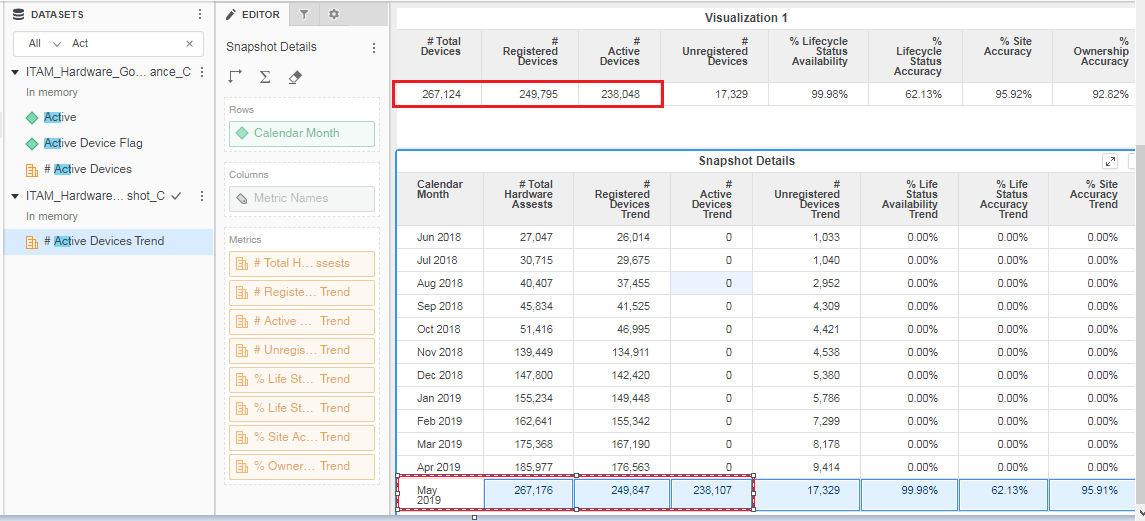 DATASETS
All Act
ITAM_Hardware_Go... ance_C
In memory
Active
Active Device Flag
# Active Devices
ITAM_Hardware... shot_C
In memory
# Active Devices Trend
EDITOR
Snapshot Details
Rows
Calendar Month
Columns
Metric Names
Metrics
# Total H... ssests
# Registe... Trend
# Active ... Trend
# Unregis... Trend
% Life St... Trend
% Life St... Trend
% Site Ac... Trend
% Owner... Trend
Visualization 1
# Total Devices # Registered Devices # Active Devices # Unregistered Devices % Lifecycle Status Availability % Lifecycle Status Accuracy % Site Accuracy % Ownership Accuracy
267,124 249,795 238,048 17,329 99.98% 62.13% 95.92% 92.82%
Snapshot Details
Calendar Month # Total Hardware Assests # Registered Devices Trend # Active Devices Trend # Unregistered Devices Trend % Life Status Availability Trend % Life Status Accuracy Trend % Site Accuracy Trend
Jun 2018 27,047 26,014 0 1,033 0.00% 0.00% 0.00%
Jul 2018 30,715 29,675 0 1,040 0.00% 0.00% 0.00%
Aug 2018 40,407 37,455 0 2,952 0.00% 0.00% 0.00%
Sep 2018 45,834 41,525 0 4,309 0.00% 0.00% 0.00%
Oct 2018 51,416 46,995 0 4,421 0.00% 0.00% 0.00%
Nov 2018 139,449 134,911 0 4,538 0.00% 0.00% 0.00%
Dec 2018 147,800 142,420 0 5,380 0.00% 0.00% 0.00%
Jan 2019 155,234 149,448 0 5,786 0.00% 0.00% 0.00%
Feb 2019 162,641 155,342 0 7,299 0.00% 0.00% 0.00%
Mar 2019 175,368 167,190 0 8,178 0.00% 0.00% 0.00%
Apr 2019 185,977 176,563 0 9,414 0.00% 0.00% 0.00%
May 2019 267,176 249,847 238,107 17,329 99.98% 62.13% 95.91%